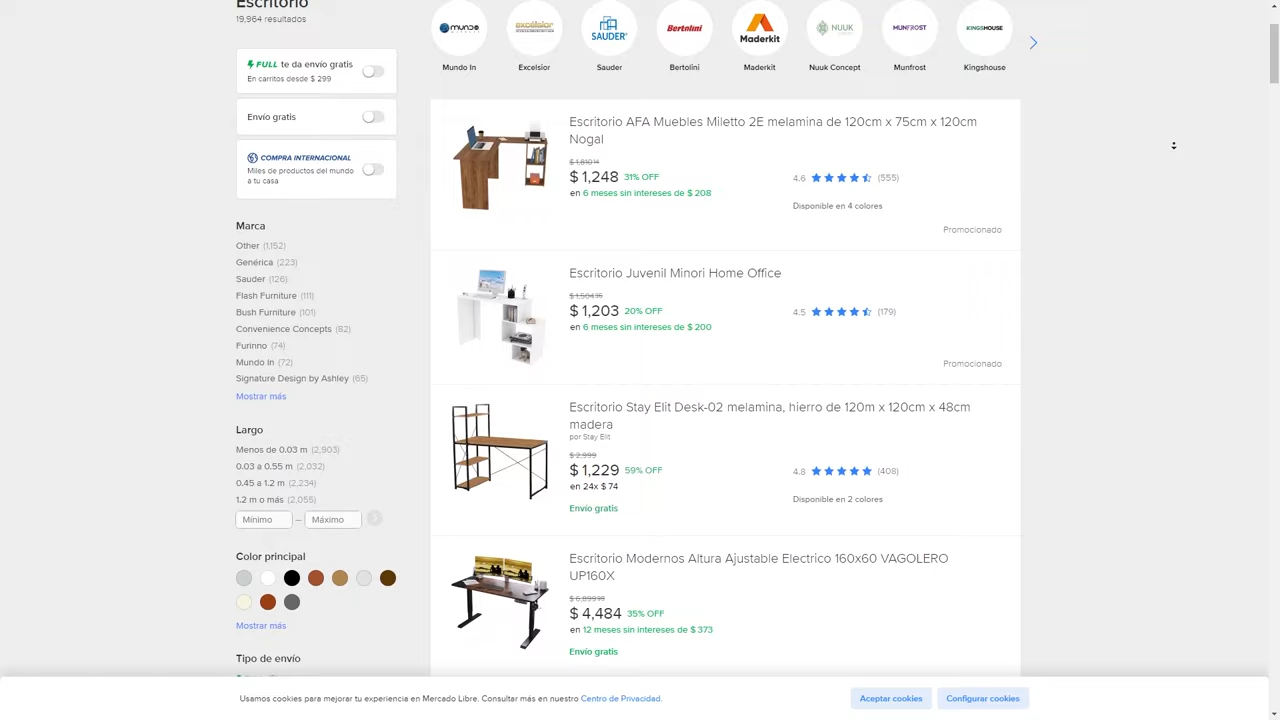 Escritorio
19,964 resultados
FULL te da envío gratis
En carritos desde $ 299
Envío gratis
COMPRA INTERNACIONAL
Miles de productos del mundo
a tu casa
Marca
Other (1,152)
Genérica (223)
Sauder (126)
Flash Furniture (111)
Bush Furniture (101)
Convenience Concepts (82)
Furinno (74)
Mundo In (72)
Signature Design by Ashley (65)
Mostrar más
Largo
Menos de 0.03 m (2,903)
0.03 a 0.55 m (2,032)
0.45 a 1.2 m (2,234)
1.2 m o más (2,055)
Mínimo – Máximo
Color principal
Mostrar más
Tipo de envío
mundo
excélsior
SAUDER
Bertolini
Maderkit
NUUK
MUNFROST
KINGSHOUSE
Mundo In
Excelsior
Sauder
Bertolini
Maderkit
Nuuk Concept
Munfrost
Kingshouse
Escritorio AFA Muebles Miletto 2E melamina de 120cm x 75cm x 120cm
Nogal
$ 1,810.14
$ 1,248 31% OFF
en 6 meses sin intereses de $ 208
4.6 (555)
Disponible en 4 colores
Promocionado
Escritorio Juvenil Minori Home Office
$ 1,203 20% OFF
en 6 meses sin intereses de $ 200
4.5 (179)
Promocionado
Escritorio Stay Elit Desk-02 melamina, hierro de 120m x 120cm x 48cm
madera
por Stay Elit
$ 2,999
$ 1,229 59% OFF
en 24x $ 74
Envío gratis
4.8 (408)
Disponible en 2 colores
Escritorio Modernos Altura Ajustable Electrico 160x60 VAGOLERO
UP160X
$ 4,484 35% OFF
en 12 meses sin intereses de $ 373
Envío gratis
Usamos cookies para mejorar tu experiencia en Mercado Libre. Consultar más en nuestro Centro de Privacidad.
Aceptar cookies
Configurar cookies